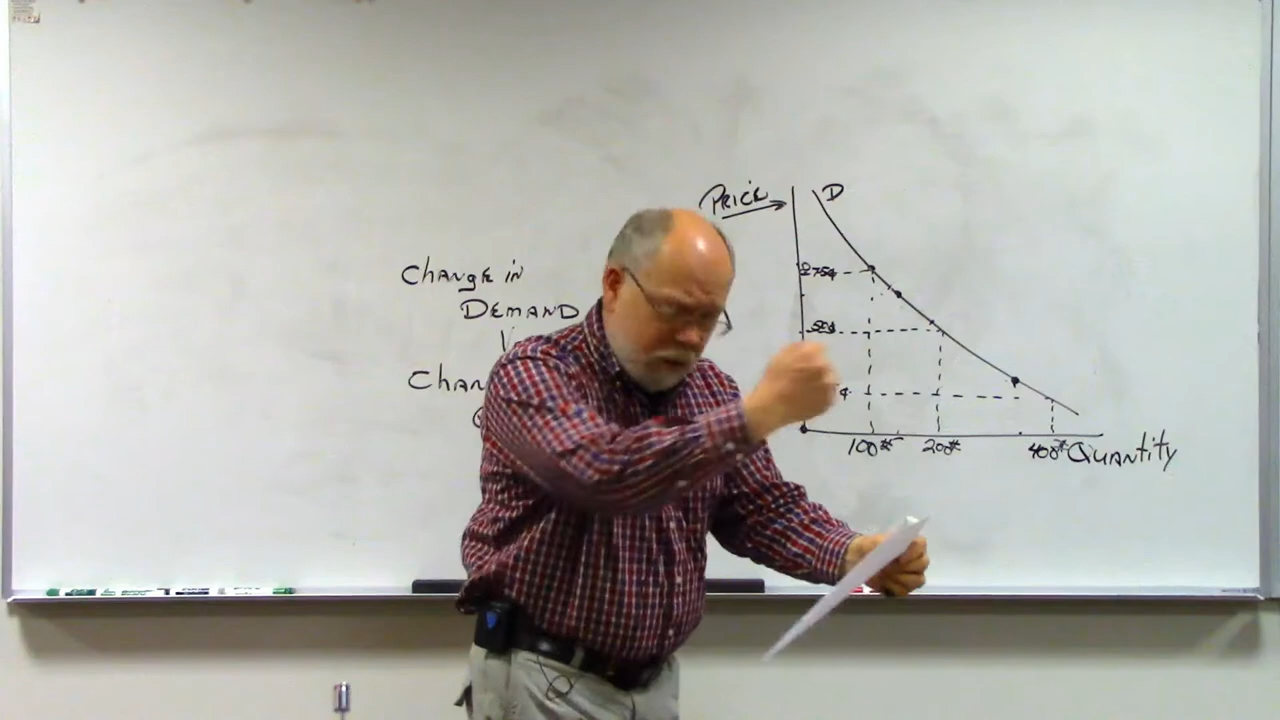 PRICE
D
Change in
DEMAND
Chan
75¢
50¢
¢
100#
200#
400#
Quantity